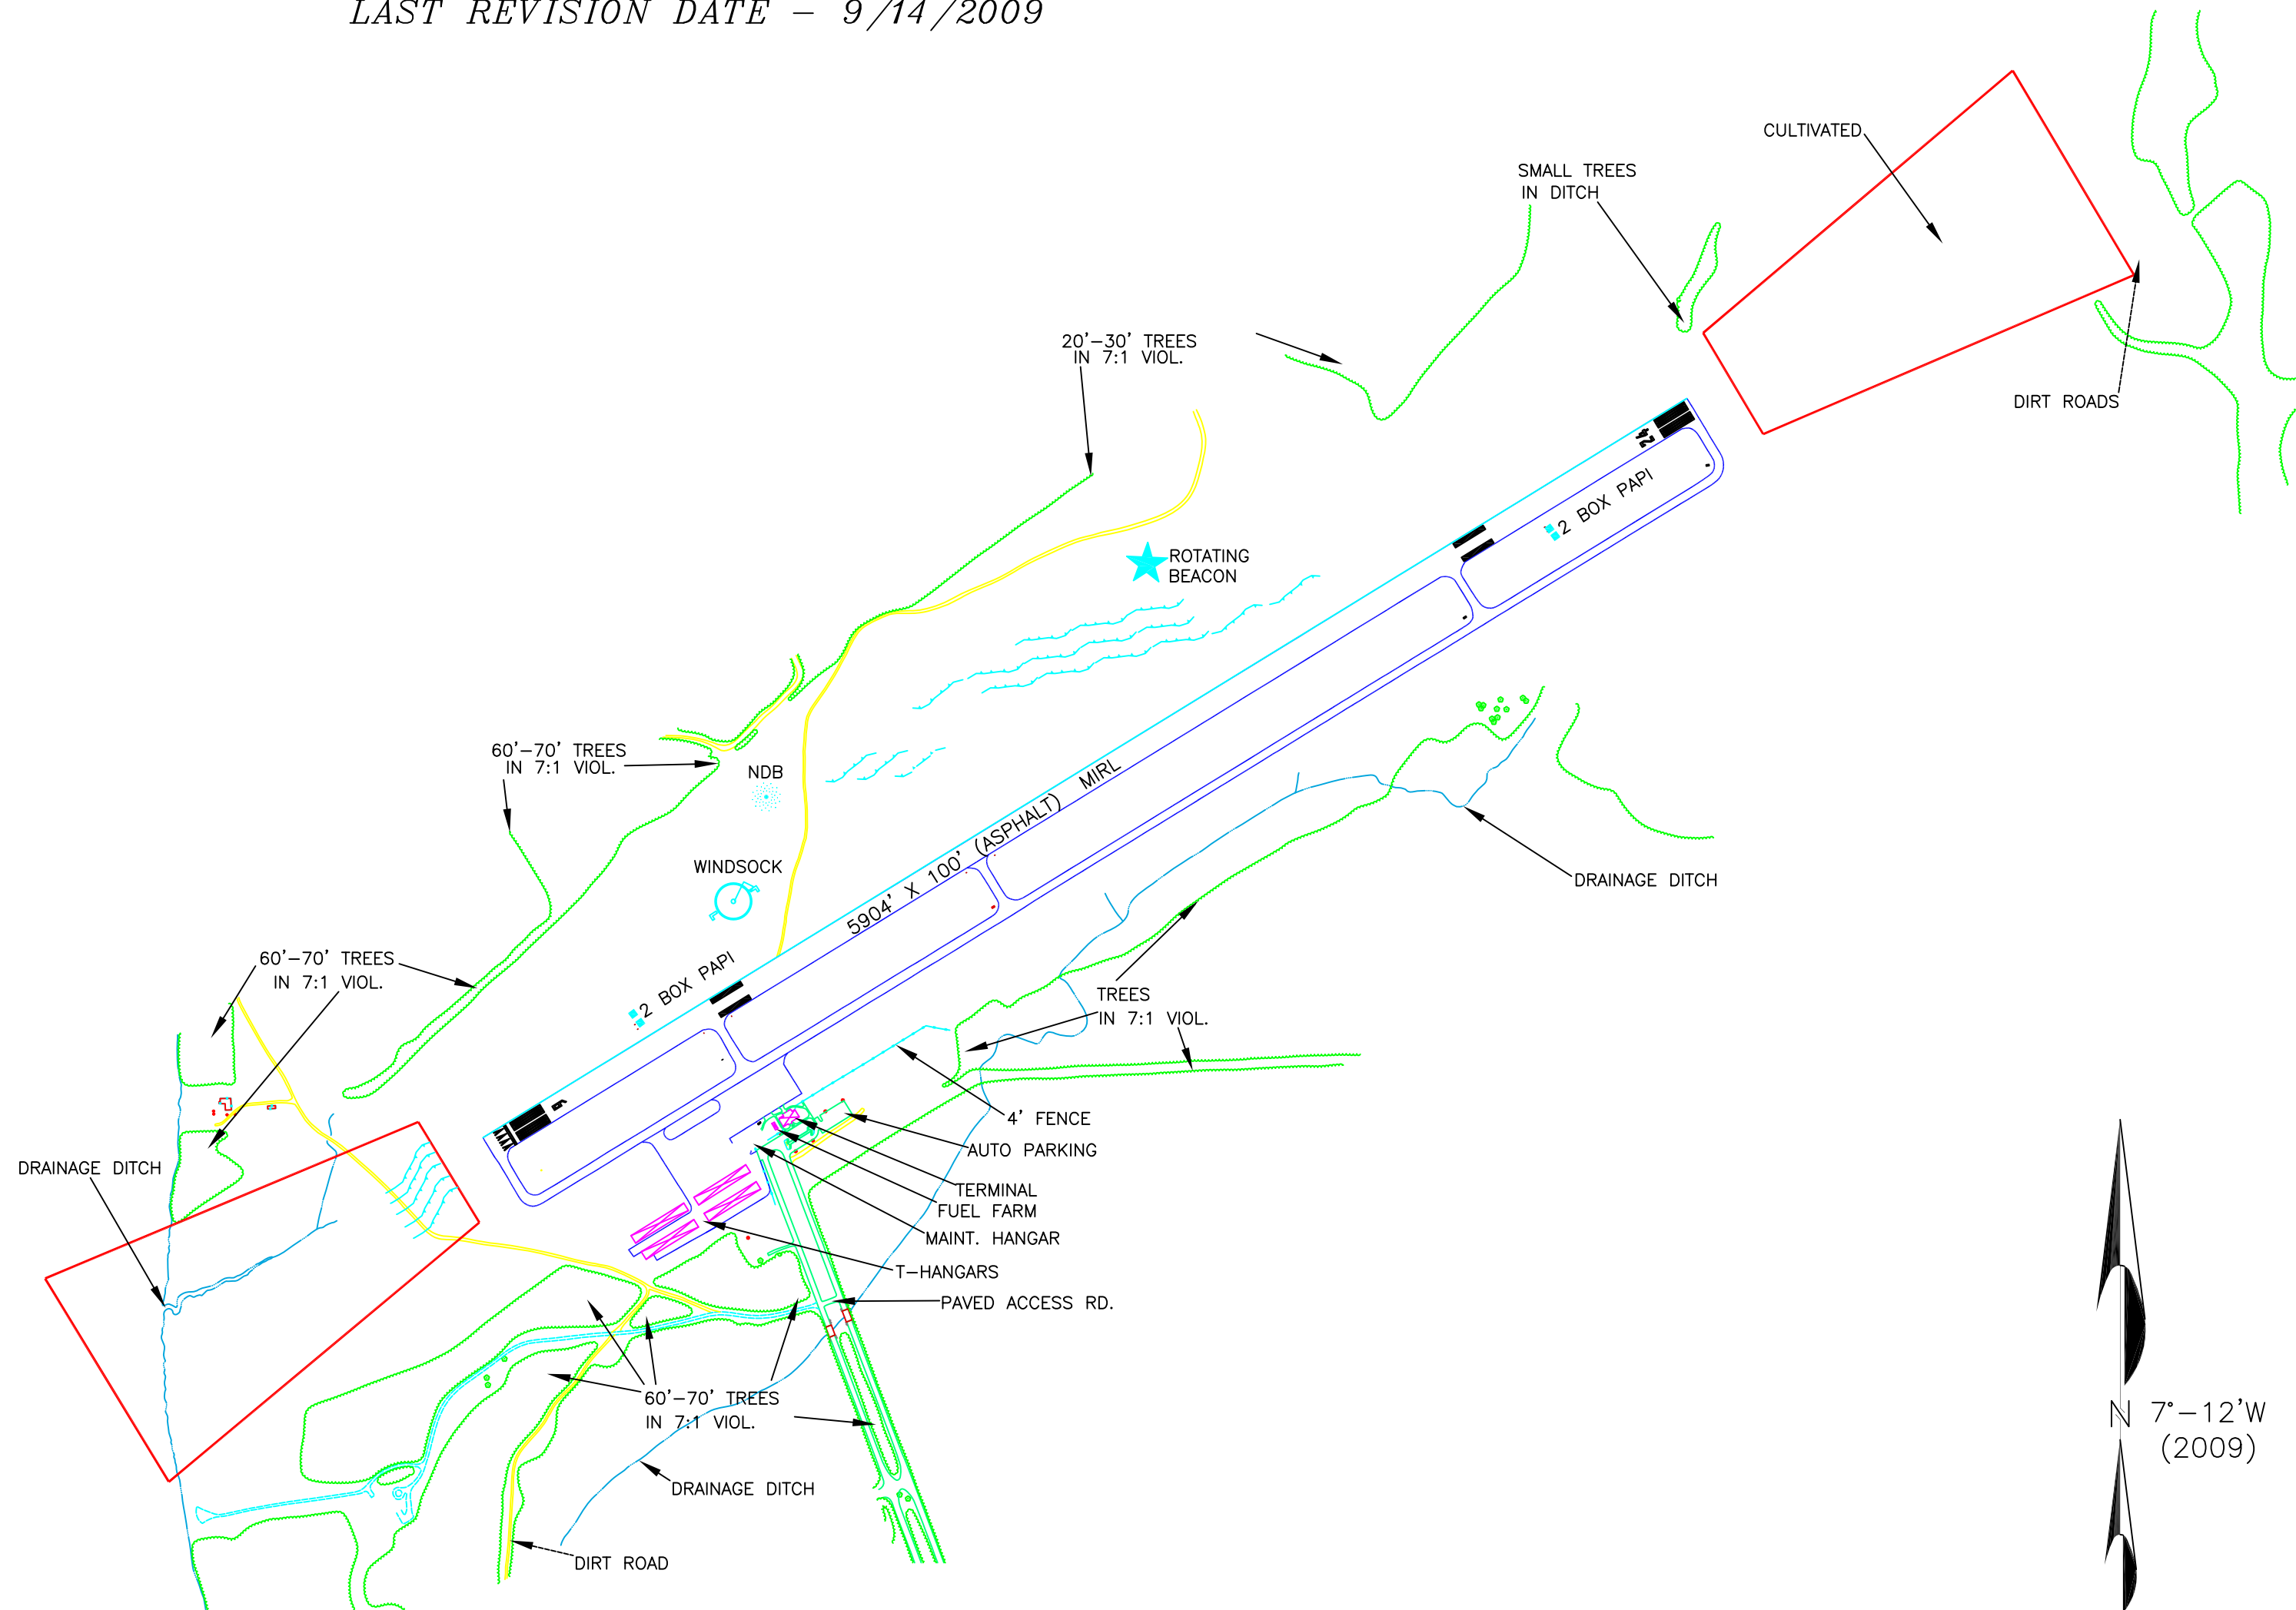 LAST REVISION DATE - 9/14/2009
CULTIVATED
SMALL TREES
IN DITCH
20'-30' TREES
IN 7:1 VIOL.
DIRT ROADS
24
2 BOX PAPI
ROTATING
BEACON
60'-70' TREES
IN 7:1 VIOL.
NDB
5904' X 100' (ASPHALT) MIRL
WINDSOCK
DRAINAGE DITCH
60'-70' TREES
IN 7:1 VIOL.
2 BOX PAPI
TREES
IN 7:1 VIOL.
6
4' FENCE
AUTO PARKING
DRAINAGE DITCH
TERMINAL
FUEL FARM
MAINT. HANGAR
T-HANGARS
PAVED ACCESS RD.
60'-70' TREES
IN 7:1 VIOL.
N 7°-12'W
(2009)
DRAINAGE DITCH
DIRT ROAD